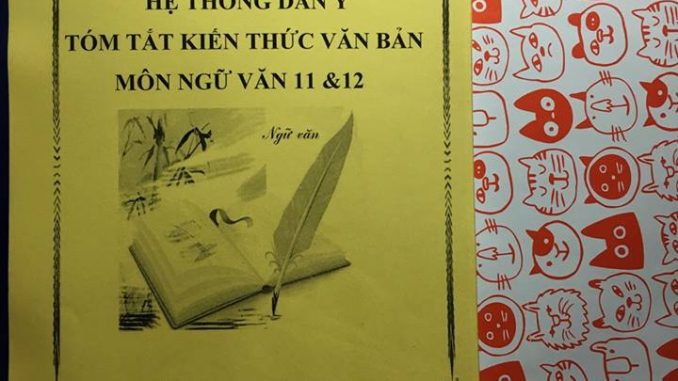 HỆ THỐNG DÀN Ý
TÓM TẮT KIẾN THỨC VĂN BẢN
MÔN NGỮ VĂN 11 &12
Ngữ văn